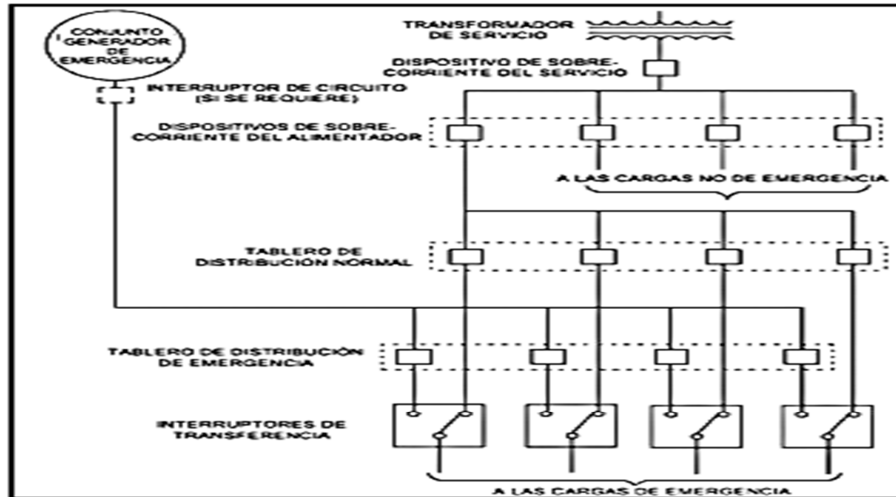 CONJUNTO
GENERADOR
DE
EMERGENCIA
TRANSFORMADOR
DE SERVICIO
DISPOSITIVO DE SOBRE-
CORRIENTE DEL SERVICIO
INTERRUPTOR DE CIRCUITO
(SI SE REQUIERE)
DISPOSITIVOS DE SOBRE-
CORRIENTE DEL ALIMENTADOR
A LAS CARGAS NO DE EMERGENCIA
TABLERO DE
DISTRIBUCIÓN NORMAL
TABLERO DE DISTRIBUCIÓN
DE EMERGENCIA
INTERRUPTORES DE
TRANSFERENCIA
A LAS CARGAS DE EMERGENCIA